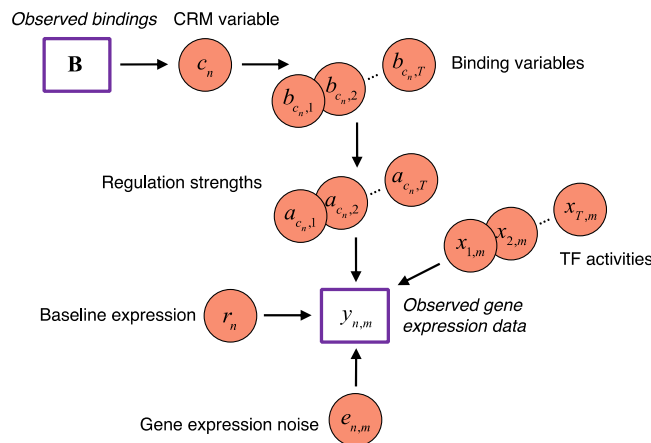 Observed bindings CRM variable
B
c_n
b_{c_n,1} b_{c_n,2} ... b_{c_n,T}
Binding variables
Regulation strengths
a_{c_n,1} a_{c_n,2} ... a_{c_n,T}
x_{1,m} x_{2,m} ... x_{T,m}
TF activities
Baseline expression
r_n
y_{n,m}
Observed gene
expression data
Gene expression noise
e_{n,m}